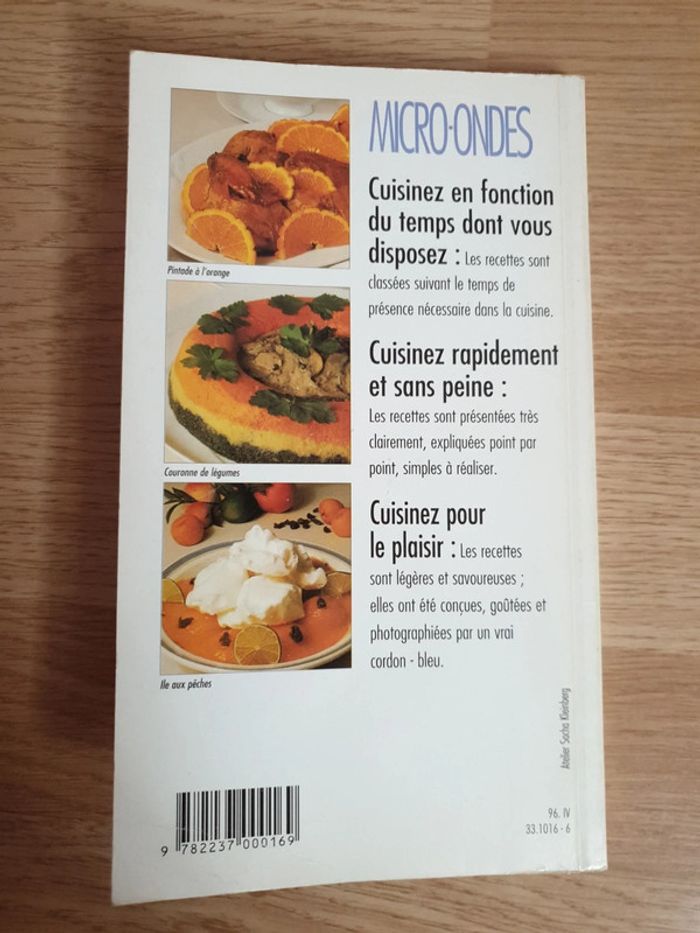 MICRO-ONDES
Cuisinez en fonction
du temps dont vous
disposez : Les recettes sont
classées suivant le temps de
présence nécessaire dans la cuisine.
Cuisinez rapidement
et sans peine :
Les recettes sont présentées très
clairement, expliquées point par
point, simples à réaliser.
Cuisinez pour
le plaisir : Les recettes
sont légères et savoureuses ;
elles ont été conçues, goûtées et
photographiées par un vrai
cordon - bleu.
Pintade à l'orange
Couronne de légumes
Ile aux pêches
Atelier Sacha Kleinberg
96. IV
33.1016 - 6
9 782237 000169